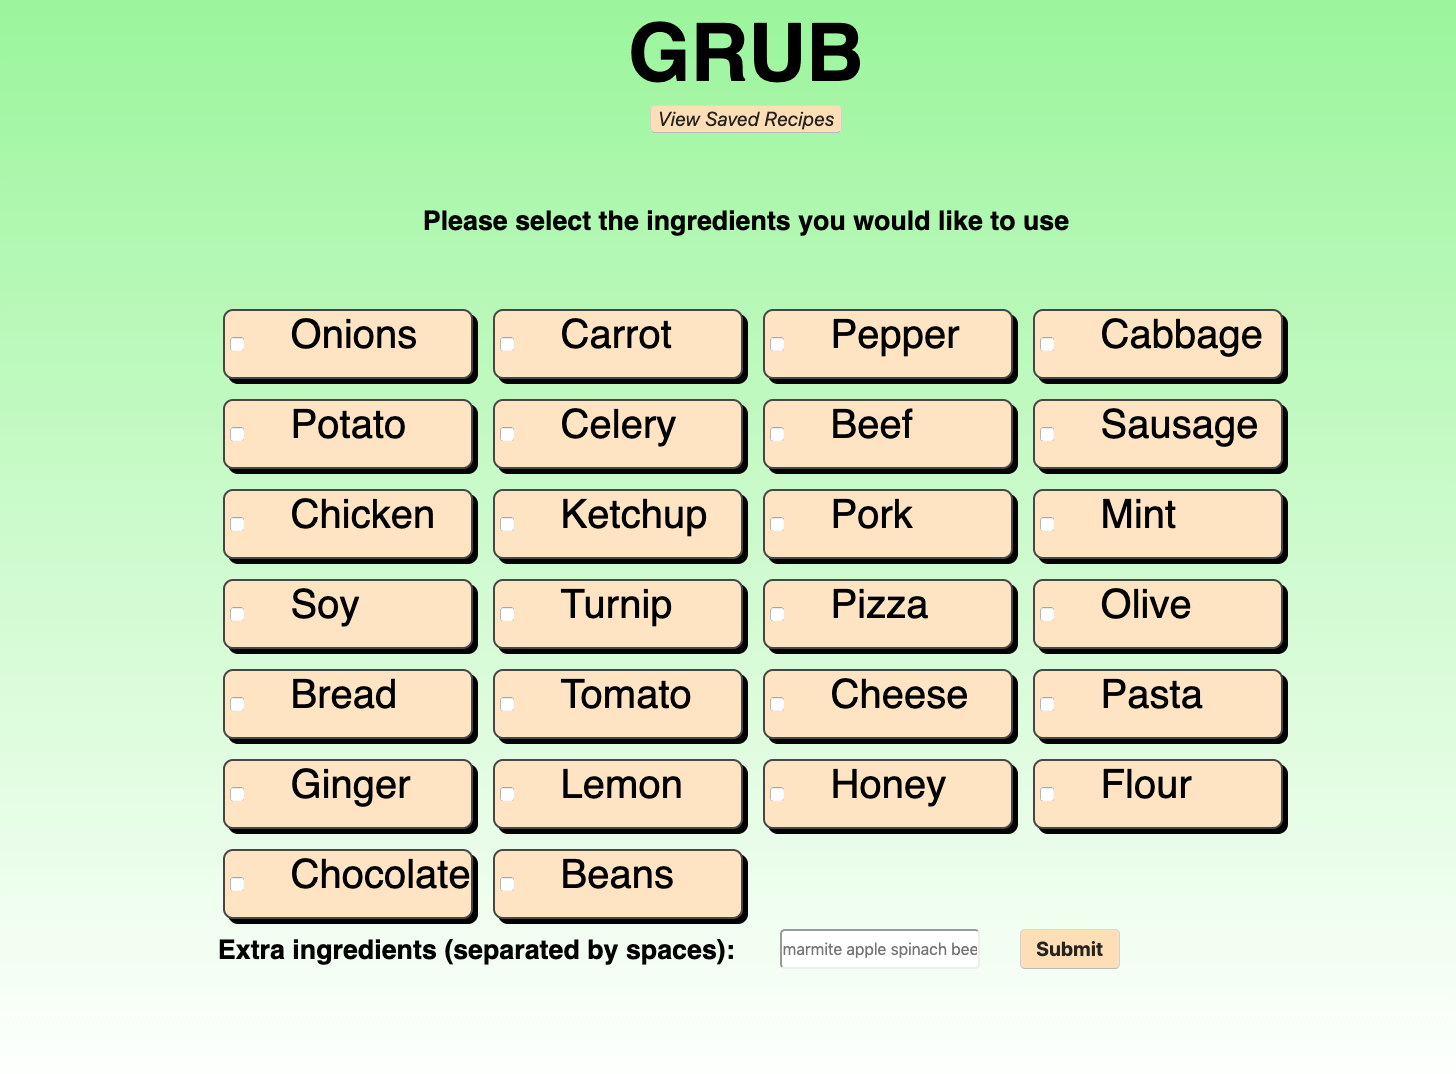 GRUB
View Saved Recipes
Please select the ingredients you would like to use
Onions Carrot Pepper Cabbage
Potato Celery Beef Sausage
Chicken Ketchup Pork Mint
Soy Turnip Pizza Olive
Bread Tomato Cheese Pasta
Ginger Lemon Honey Flour
Chocolate Beans
Extra ingredients (separated by spaces): marmite apple spinach bee Submit